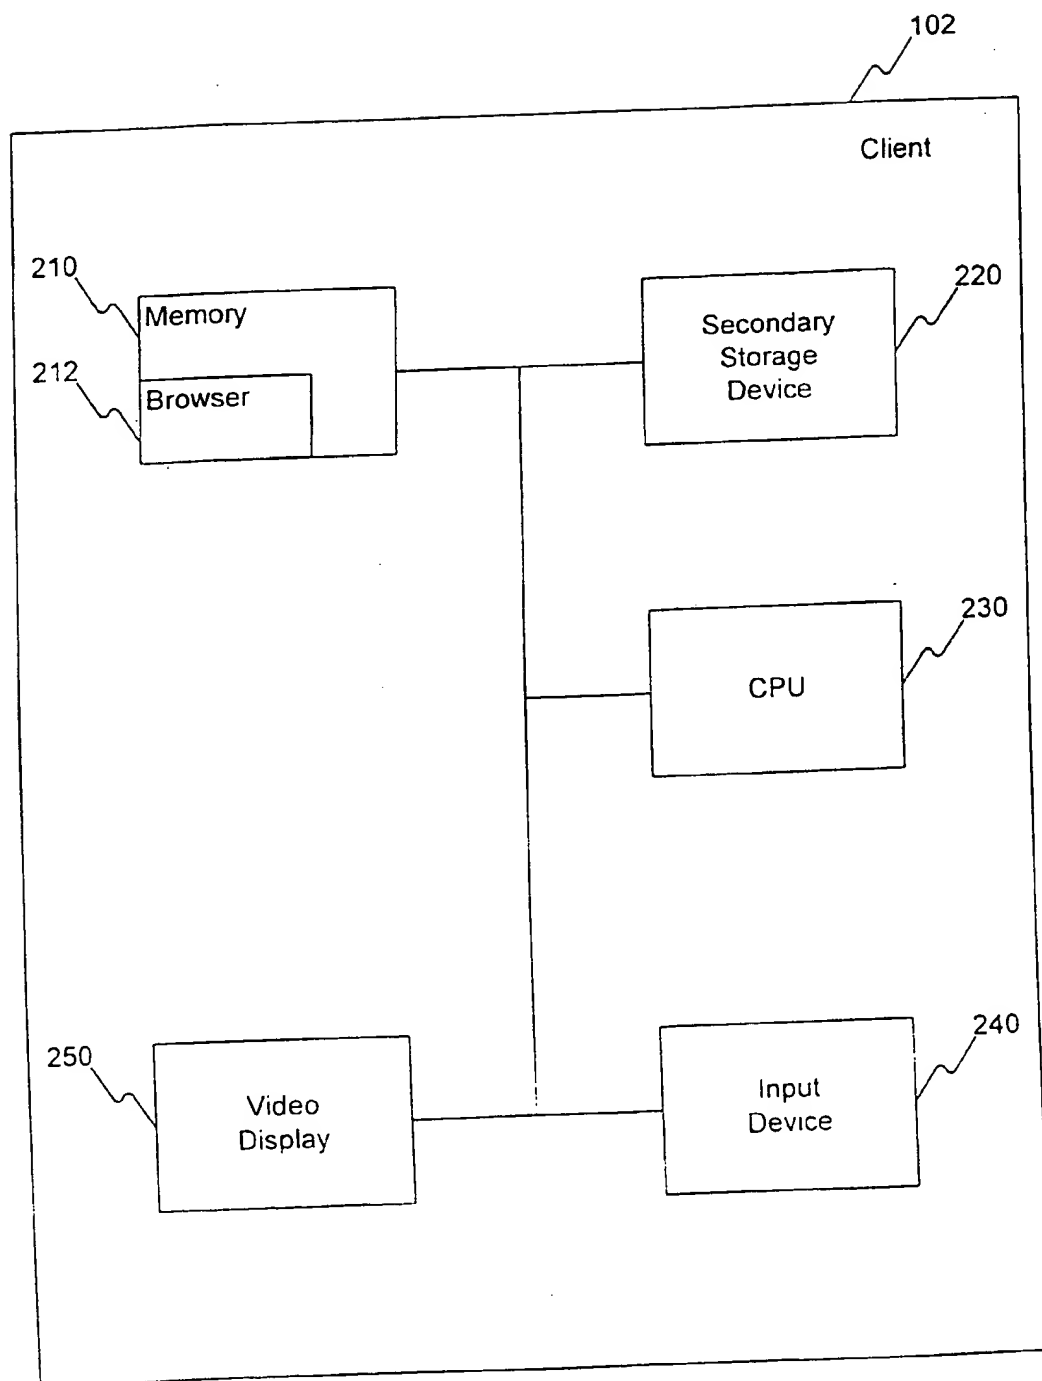 102
Client
210
Memory
212
Browser
220
Secondary
Storage
Device
230
CPU
250
Video
Display
240
Input
Device